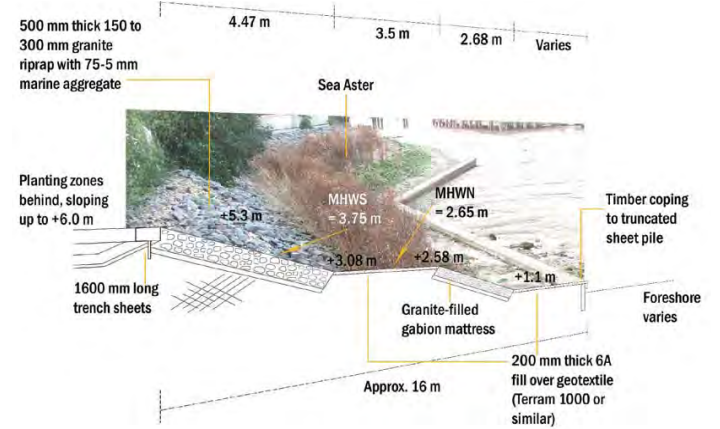 4.47 m
3.5 m
2.68 m
Varies
500 mm thick 150 to
300 mm granite
riprap with 75-5 mm
marine aggregate
Sea Aster
Planting zones
behind, sloping
up to +6.0 m
MHWS
= 3.75 m
MHWN
= 2.65 m
Timber coping
to truncated
sheet pile
+5.3 m
+3.08 m
+2.58 m
+1.1 m
1600 mm long
trench sheets
Granite-filled
gabion mattress
Foreshore
varies
200 mm thick 6A
fill over geotextile
(Terram 1000 or
similar)
Approx. 16 m